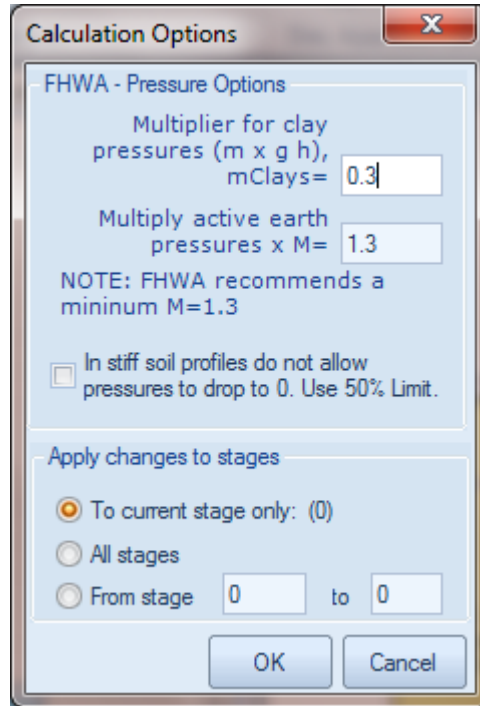 Calculation Options
X
FHWA - Pressure Options
Multiplier for clay
pressures (m x g h),
mClays= 0.3
Multiply active earth
pressures x M= 1.3
NOTE: FHWA recommends a
mininum M=1.3
In stiff soil profiles do not allow
pressures to drop to 0. Use 50% Limit.
Apply changes to stages
To current stage only: (0)
All stages
From stage 0 to 0
OK Cancel